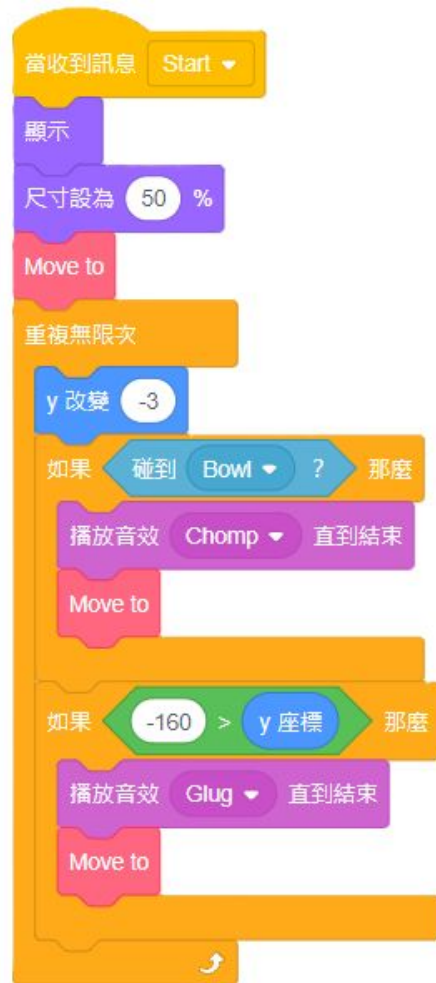 當收到訊息 Start
顯示
尺寸設為 50 %
Move to
重複無限次
y 改變 -3
如果 碰到 Bowl ? 那麼
播放音效 Chomp 直到結束
Move to
如果 -160 > y 座標 那麼
播放音效 Glug 直到結束
Move to